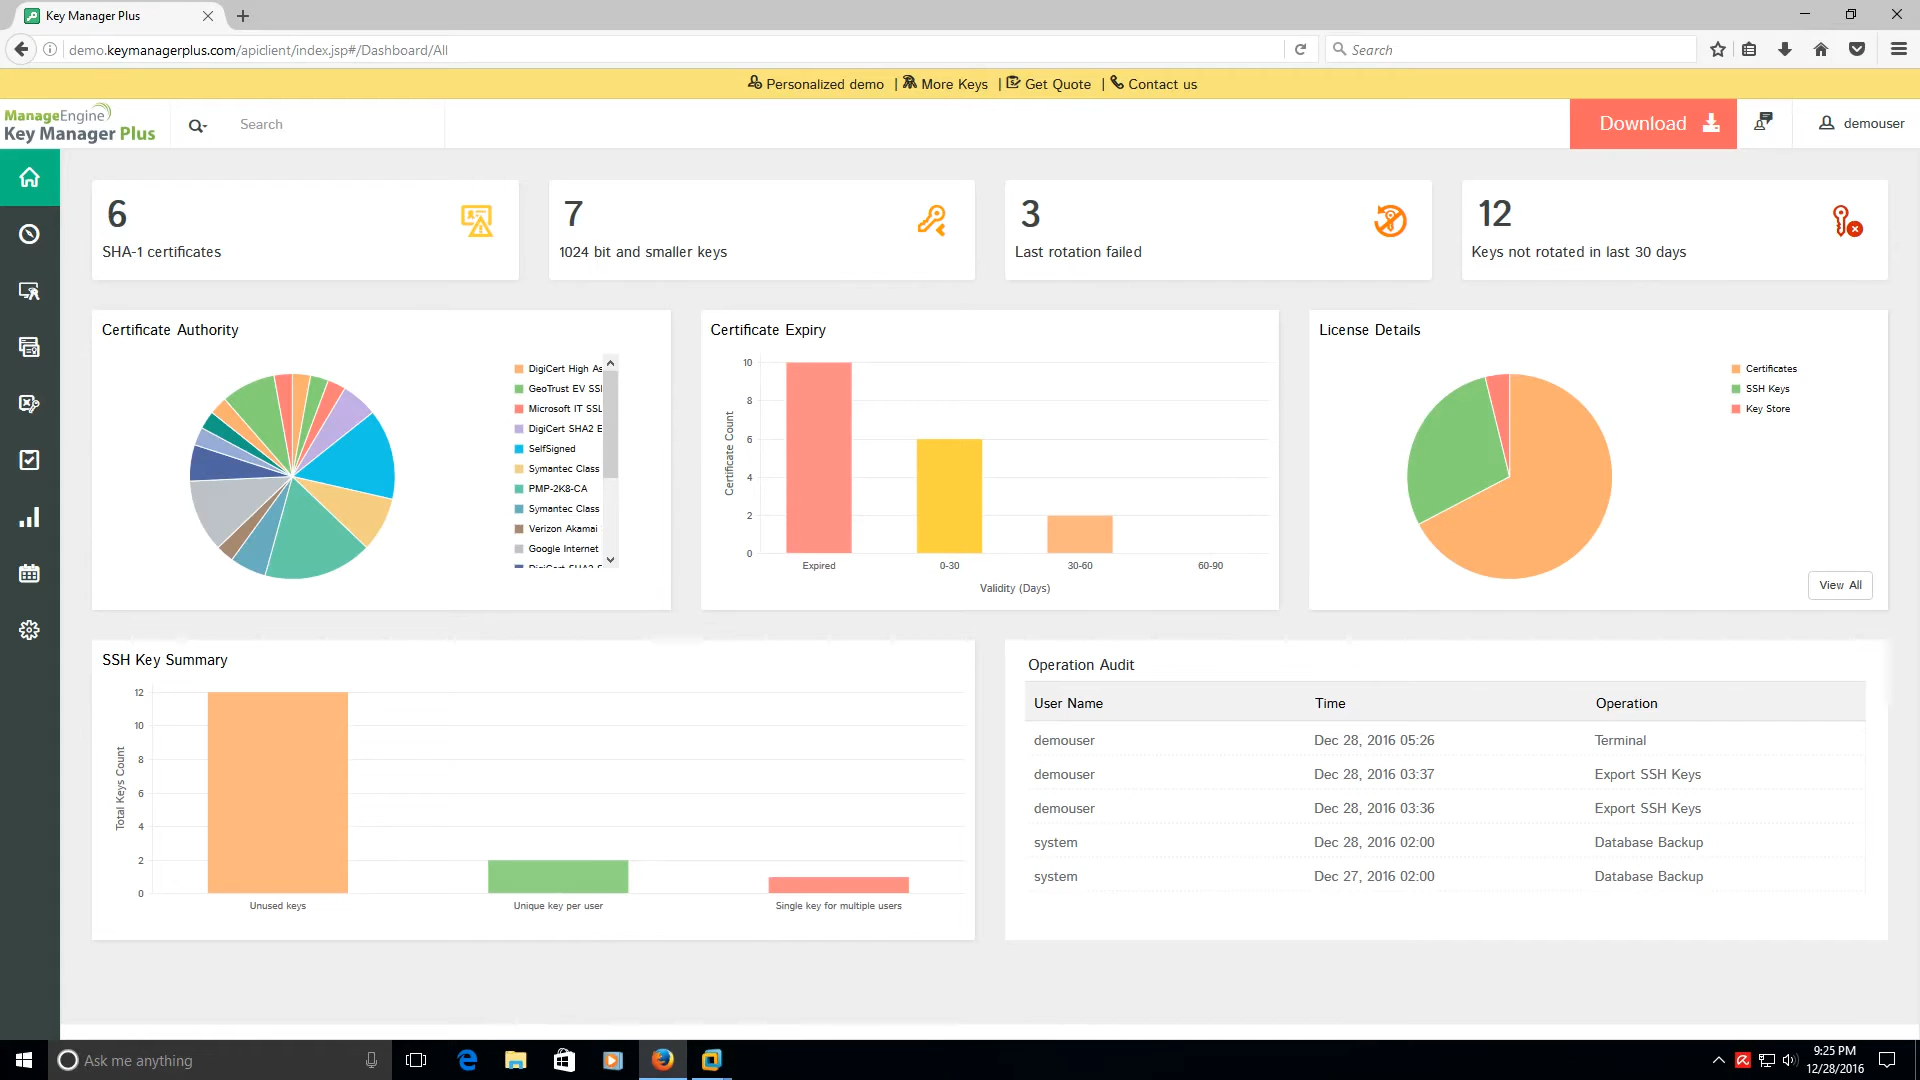 Key Manager Plus
demo.keymanagerplus.com/apiclient/index.jsp#/Dashboard/All
Search
Personalized demo | More Keys | Get Quote | Contact us
ManageEngine
Key Manager Plus
Search
Download
demouser
6
SHA-1 certificates
7
1024 bit and smaller keys
3
Last rotation failed
12
Keys not rotated in last 30 days
Certificate Authority
DigiCert High As
GeoTrust EV SS
Microsoft IT SSL
DigiCert SHA2 E
SelfSigned
Symantec Class
PMP-2K8-CA
Symantec Class
Verizon Akamai
Google Internet
DigiCert SHA2
Certificate Expiry
Certificate Count
10
8
6
4
2
0
Expired
0-30
30-60
60-90
Validity (Days)
License Details
Certificates
SSH Keys
Key Store
View All
SSH Key Summary
Total Keys Count
12
10
8
6
4
2
0
Unused keys
Unique key per user
Single key for multiple users
Operation Audit
User Name Time Operation
demouser Dec 28, 2016 05:26 Terminal
demouser Dec 28, 2016 03:37 Export SSH Keys
demouser Dec 28, 2016 03:36 Export SSH Keys
system Dec 28, 2016 02:00 Database Backup
system Dec 27, 2016 02:00 Database Backup
Ask me anything
9:25 PM
12/28/2016